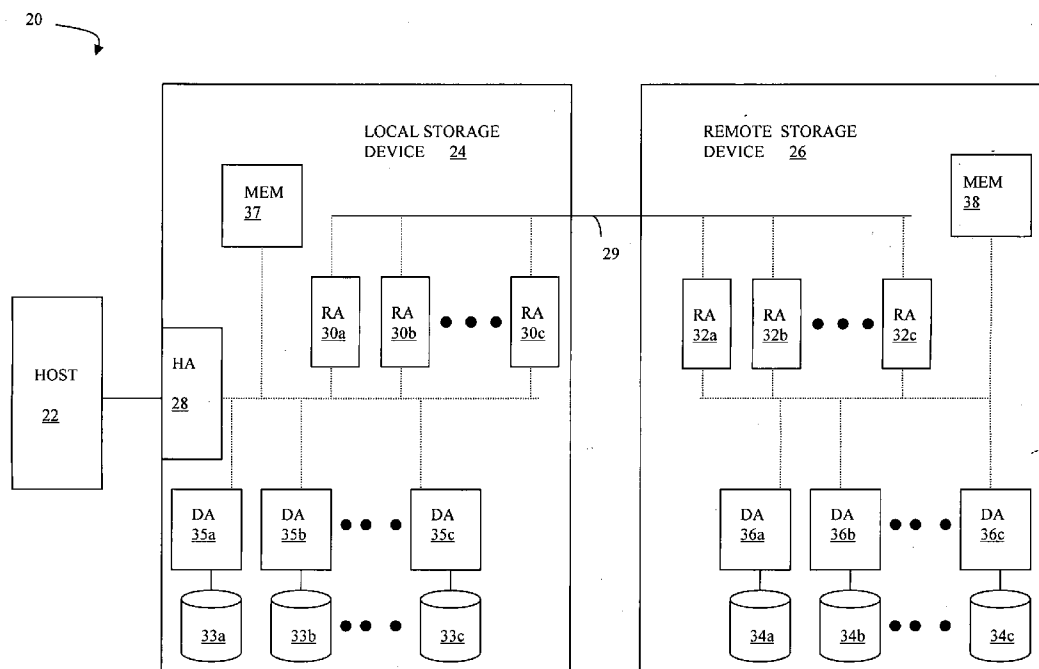 20
LOCAL STORAGE
DEVICE 24
REMOTE STORAGE
DEVICE 26
MEM
37
MEM
38
29
RA
30a
RA
30b
RA
30c
RA
32a
RA
32b
RA
32c
HOST
22
HA
28
DA
35a
DA
35b
DA
35c
DA
36a
DA
36b
DA
36c
33a
33b
33c
34a
34b
34c